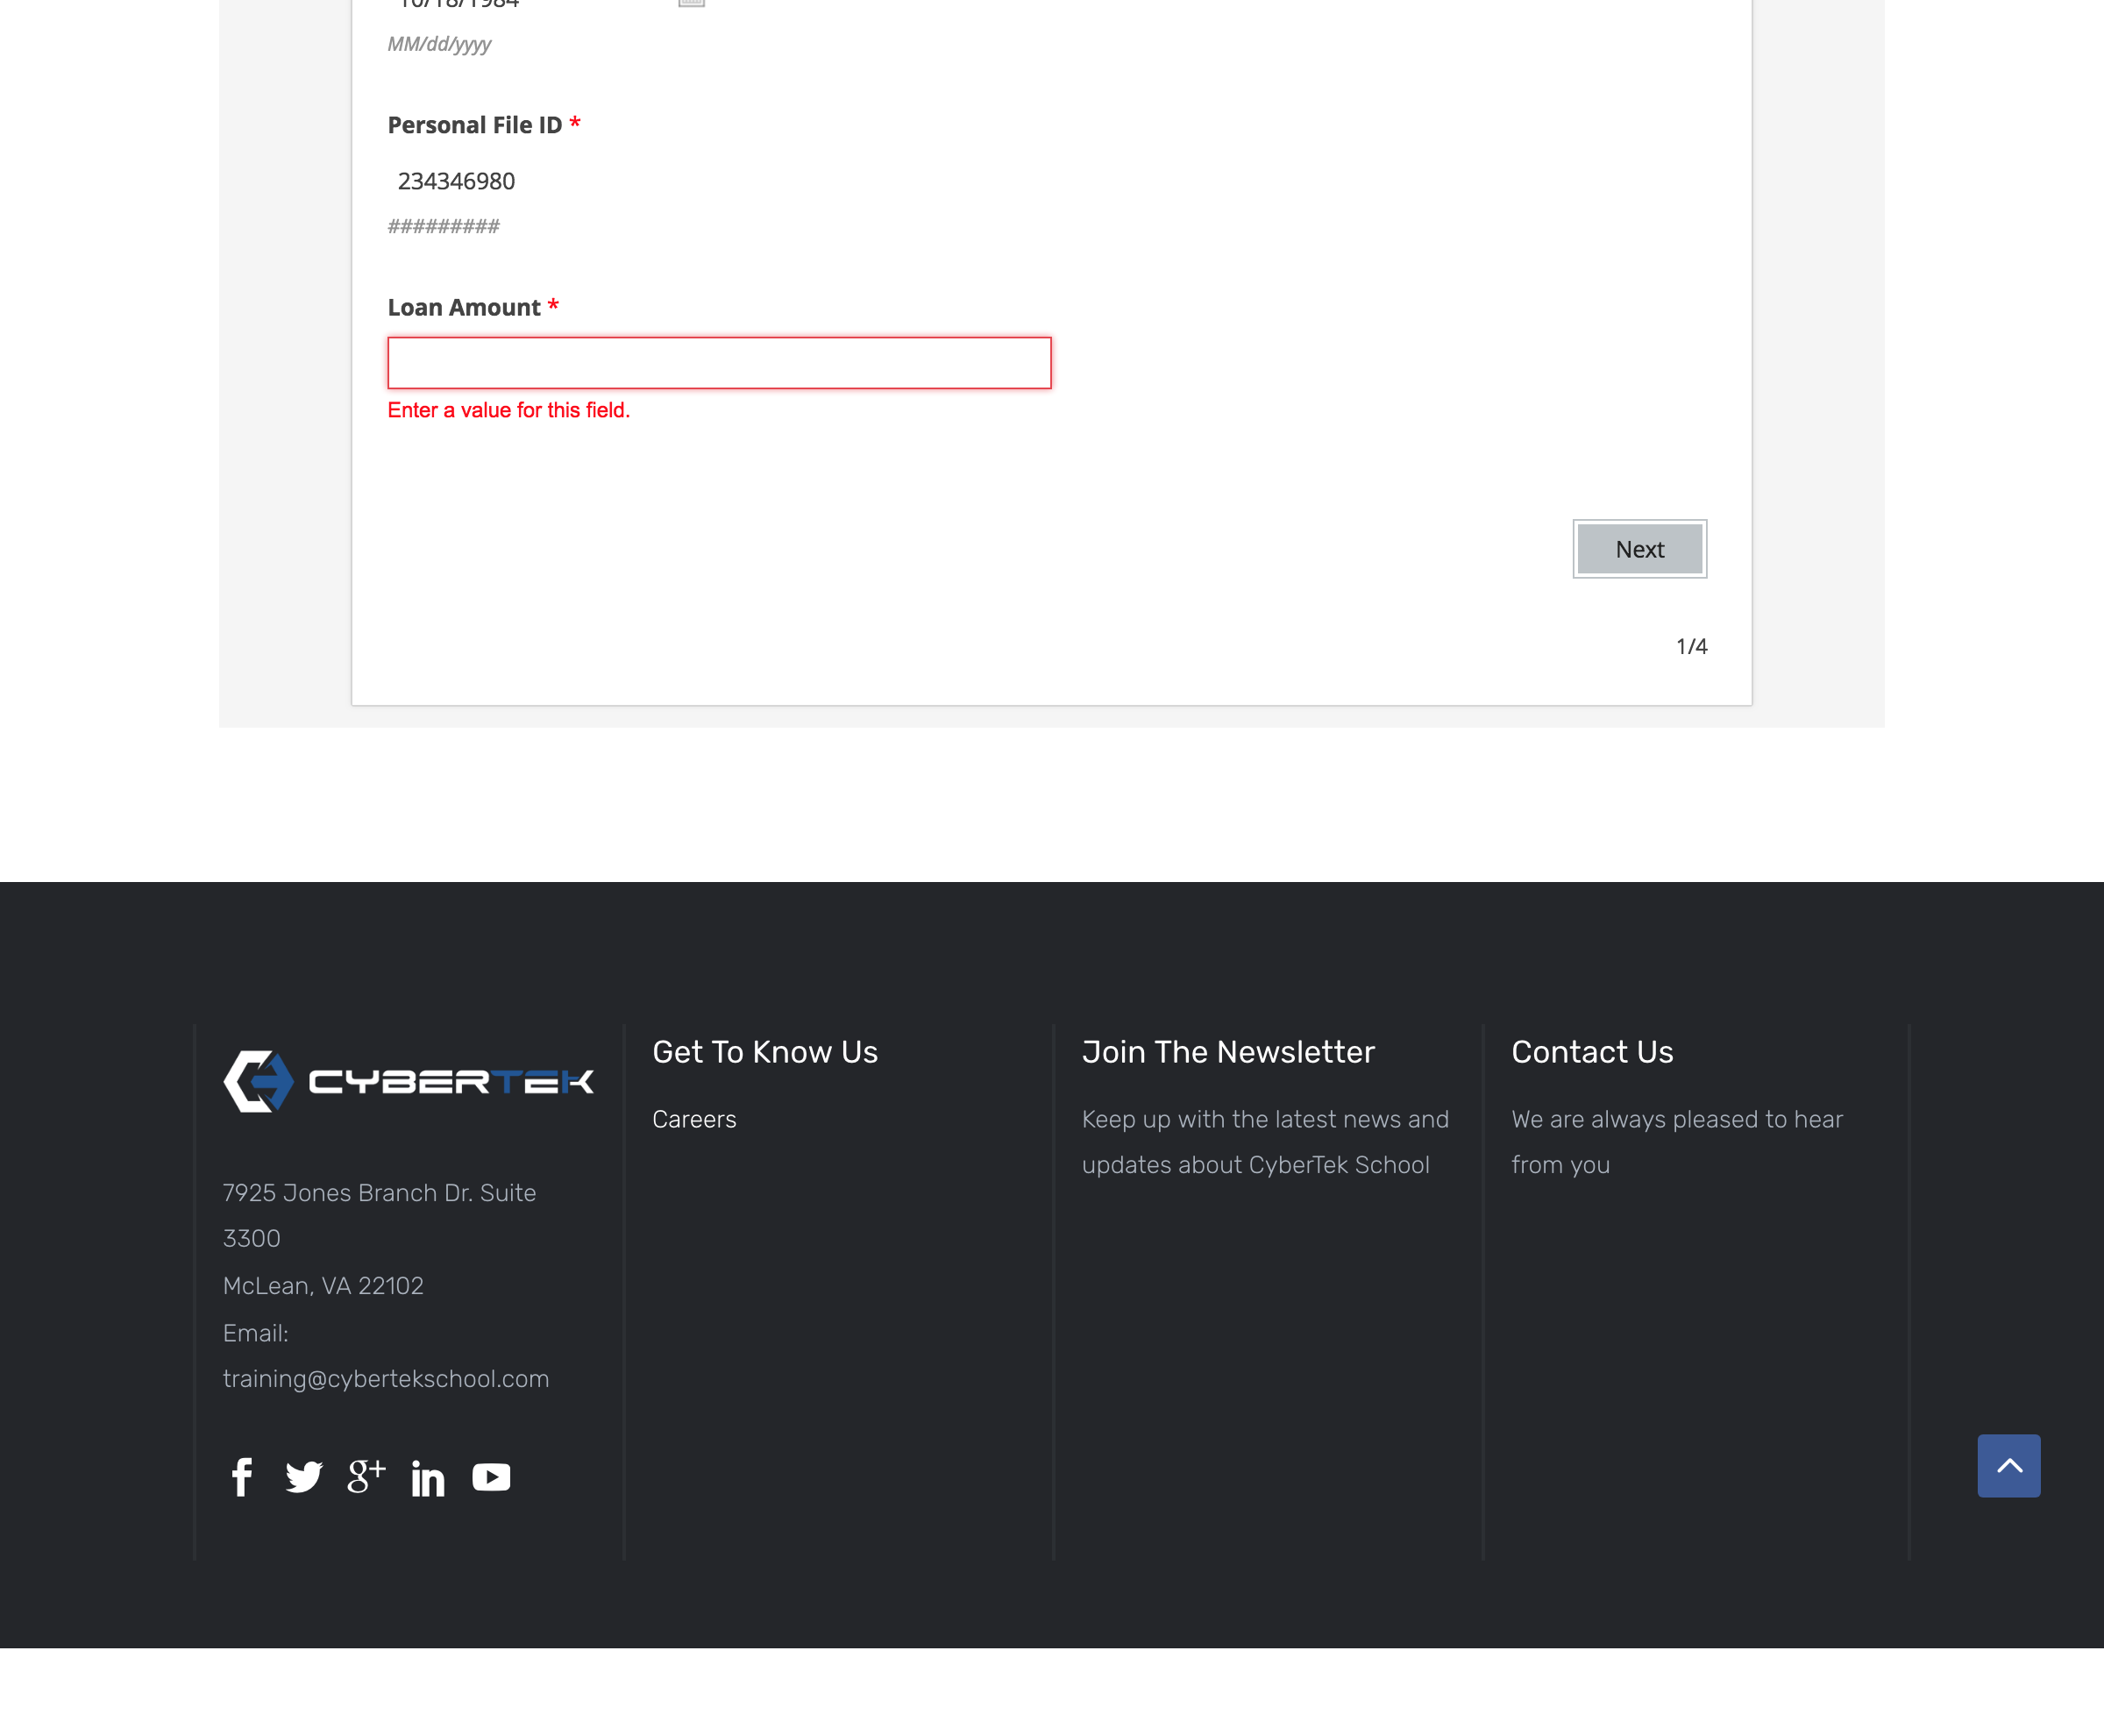 10/18/1984
MM/dd/yyyy
Personal File ID *
234346980
#########
Loan Amount *
Enter a value for this field.
Next
1/4
CYBERTEK
7925 Jones Branch Dr. Suite
3300
McLean, VA 22102
Email:
training@cybertekschool.com
Get To Know Us
Careers
Join The Newsletter
Keep up with the latest news and
updates about CyberTek School
Contact Us
We are always pleased to hear
from you